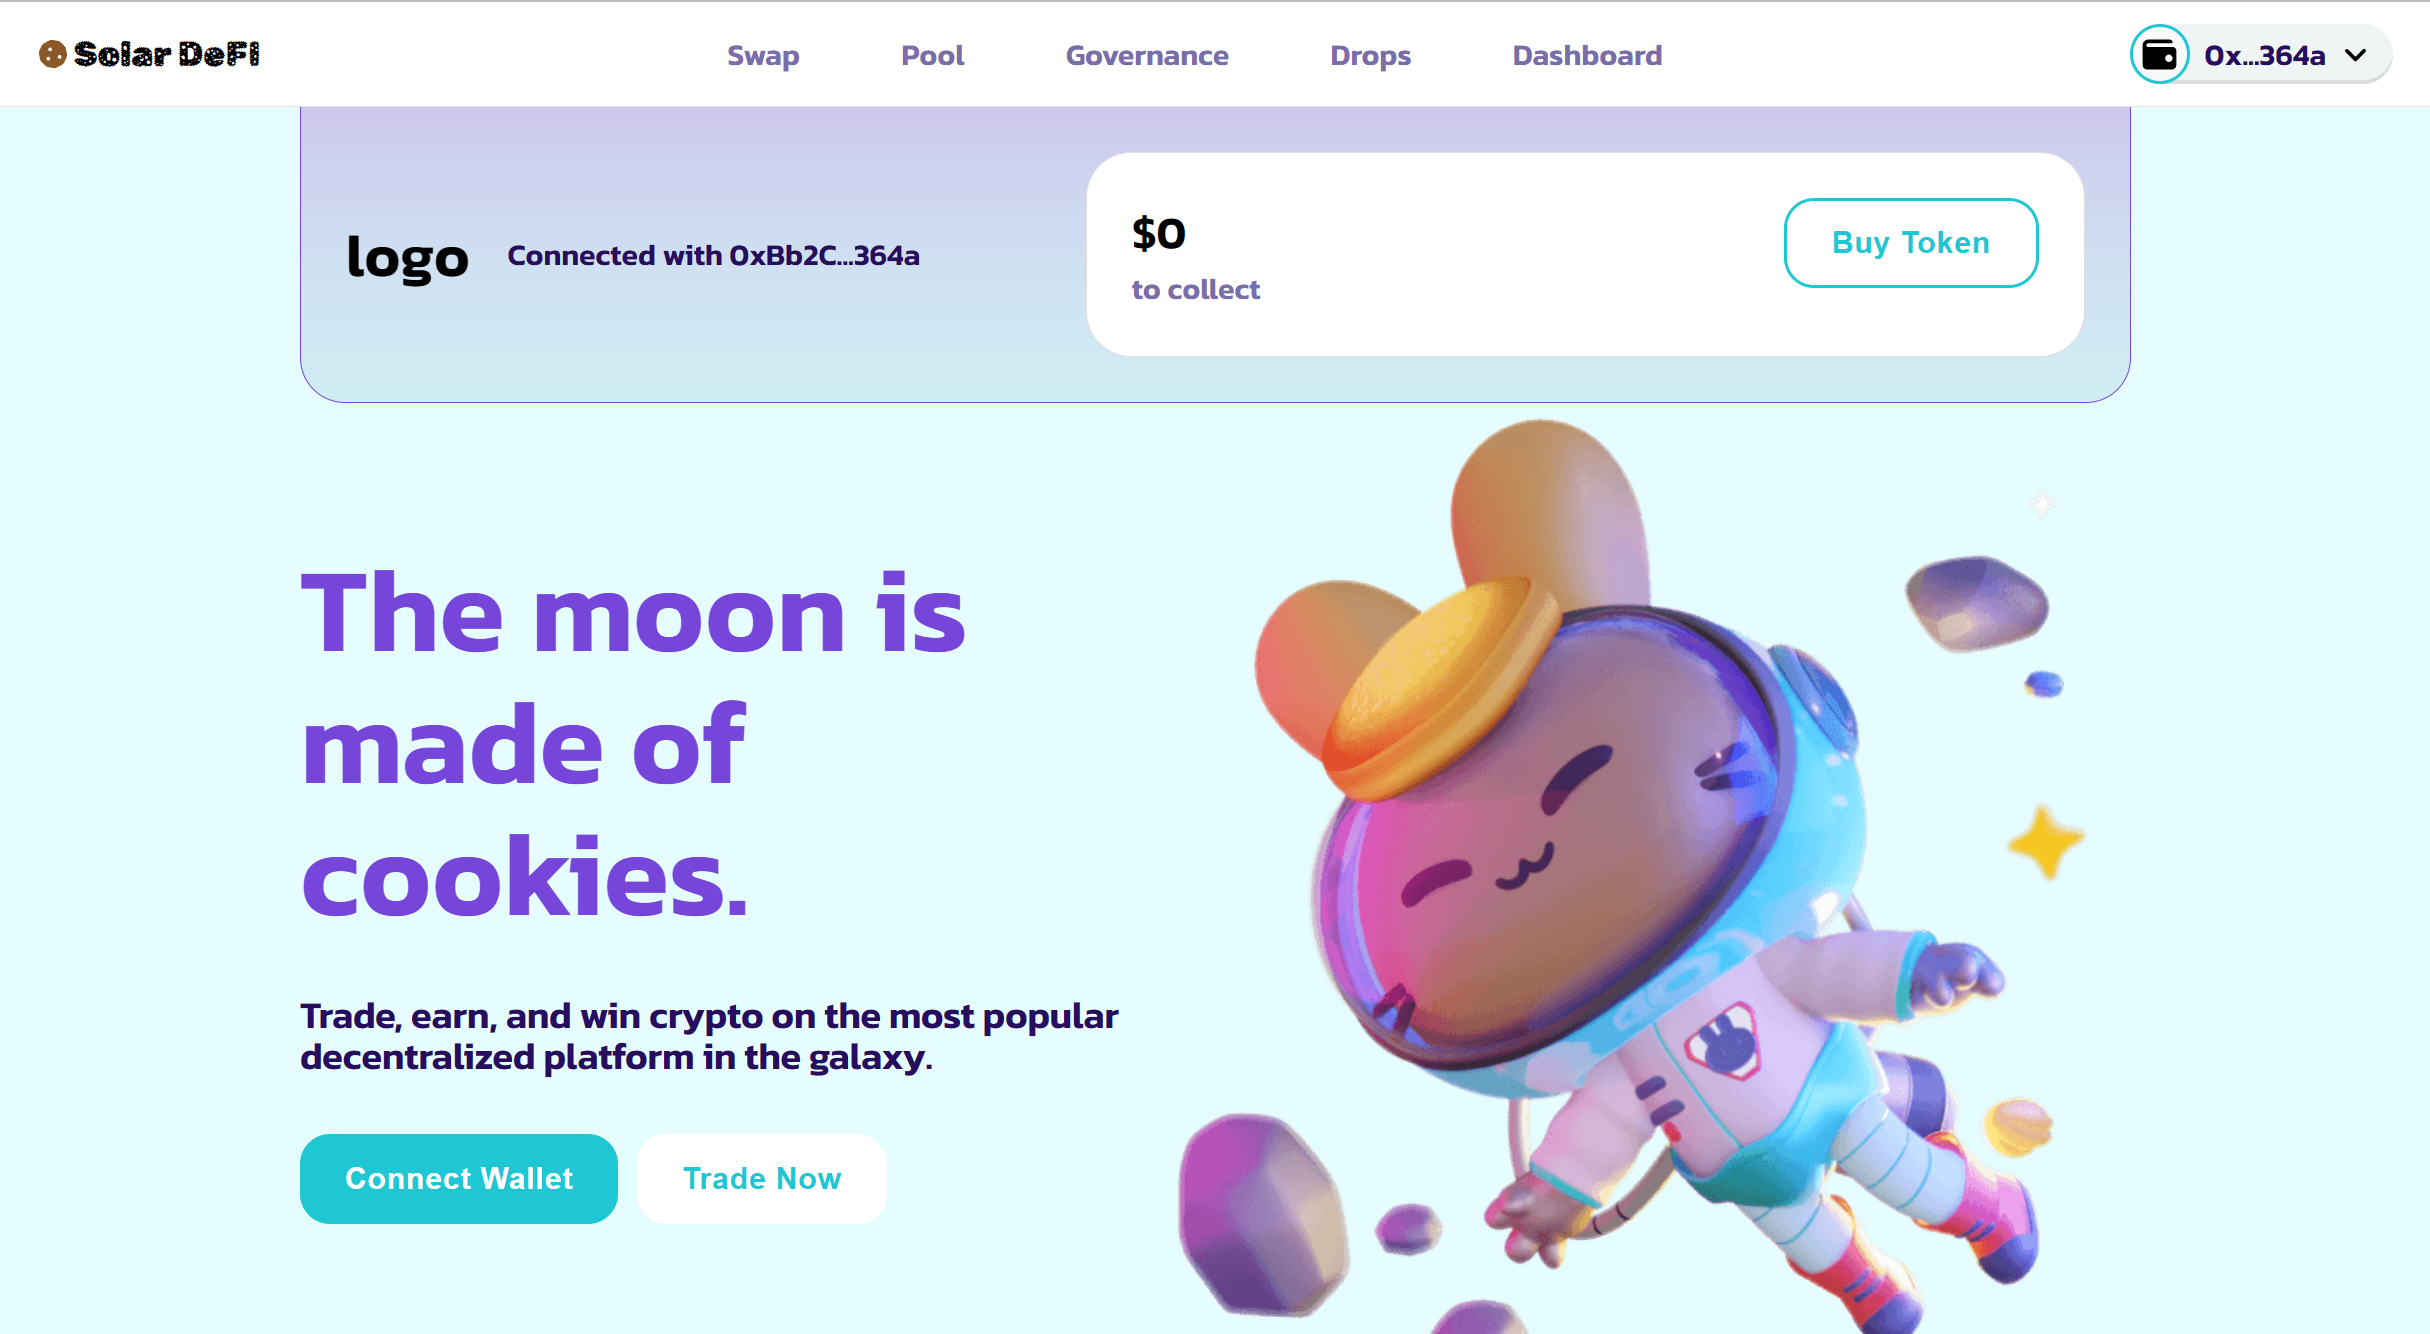 Solar DeFI
Swap
Pool
Governance
Drops
Dashboard
0x...364a
logo
Connected with 0xBb2C...364a
$0
to collect
Buy Token
The moon is
made of
cookies.
Trade, earn, and win crypto on the most popular
decentralized platform in the galaxy.
Connect Wallet
Trade Now